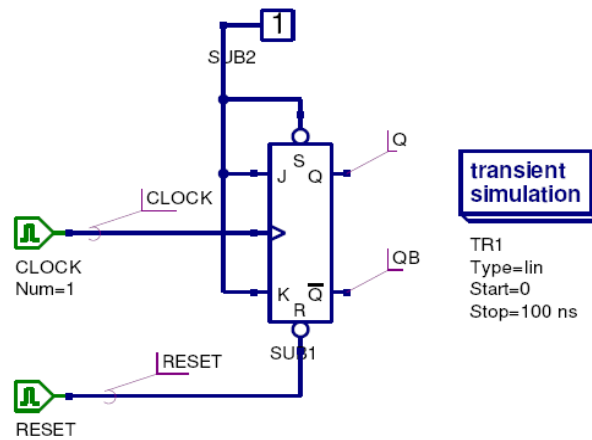 1
SUB2
S
J
Q
K
Q
R
SUB1
Q
QB
CLOCK
CLOCK
Num=1
RESET
RESET
transient
simulation
TR1
Type=lin
Start=0
Stop=100 ns